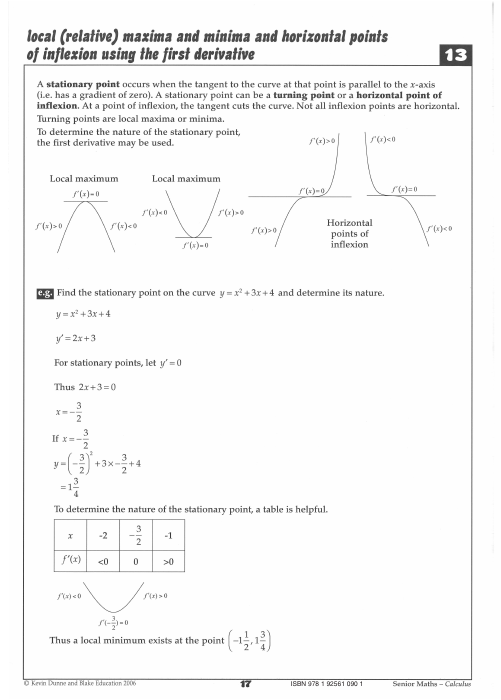 local (relative) maxima and minima and horizontal points
of inflexion using the first derivative
13
A stationary point occurs when the tangent to the curve at that point is parallel to the x-axis
(i.e. has a gradient of zero). A stationary point can be a turning point or a horizontal point of
inflexion. At a point of inflexion, the tangent cuts the curve. Not all inflexion points are horizontal.
Turning points are local maxima or minima.
To determine the nature of the stationary point,
the first derivative may be used.
Local maximum
f'(x)=0
f'(x)>0
f'(x)<0
Local maximum
f'(x)<0
f'(x)>0
f'(x)=0
f'(x)>0
f'(x)=0
f'(x)>0
f'(x)<0
f'(x)=0
f'(x)<0
Horizontal
points of
inflexion
e.g. Find the stationary point on the curve y = x² + 3x + 4 and determine its nature.
y = x² + 3x + 4
y' = 2x + 3
For stationary points, let y' = 0
Thus 2x + 3 = 0
x = -3/2
If x = -3/2
y = (-3/2)² + 3 × -3/2 + 4
= 1 3/4
To determine the nature of the stationary point, a table is helpful.
x -2 -3/2 -1
f'(x) <0 0 >0
f'(x)<0
f'(x)>0
f'(-3/2)=0
Thus a local minimum exists at the point (-1 1/2, 1 3/4)
© Kevin Dunne and Blake Education 2006
17
ISBN 978 1 92561 090 1
Senior Maths – Calculus